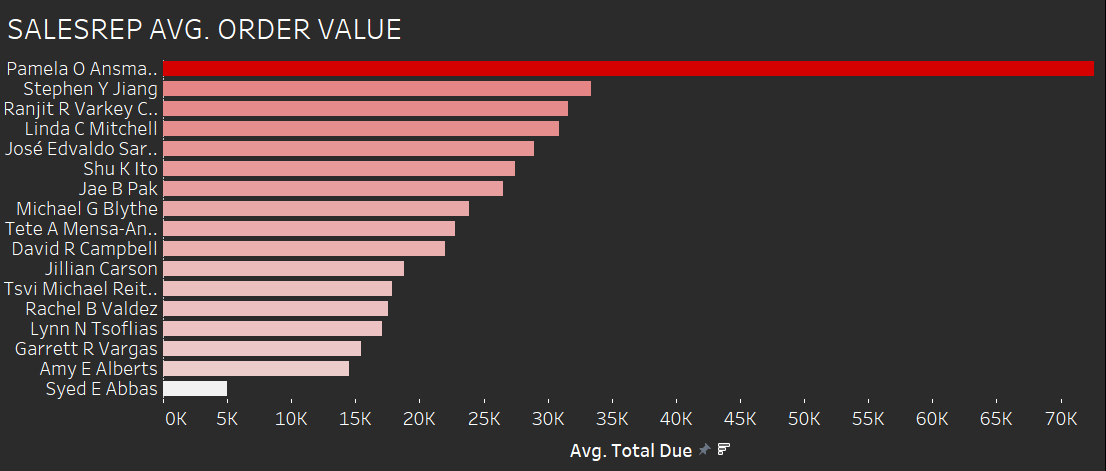 SALESREP AVG. ORDER VALUE
Pamela O Ansma..
Stephen Y Jiang
Ranjit R Varkey C..
Linda C Mitchell
José Edvaldo Sar..
Shu K Ito
Jae B Pak
Michael G Blythe
Tete A Mensa-An..
David R Campbell
Jillian Carson
Tsvi Michael Reit..
Rachel B Valdez
Lynn N Tsoflias
Garrett R Vargas
Amy E Alberts
Syed E Abbas
0K 5K 10K 15K 20K 25K 30K 35K 40K 45K 50K 55K 60K 65K 70K
Avg. Total Due